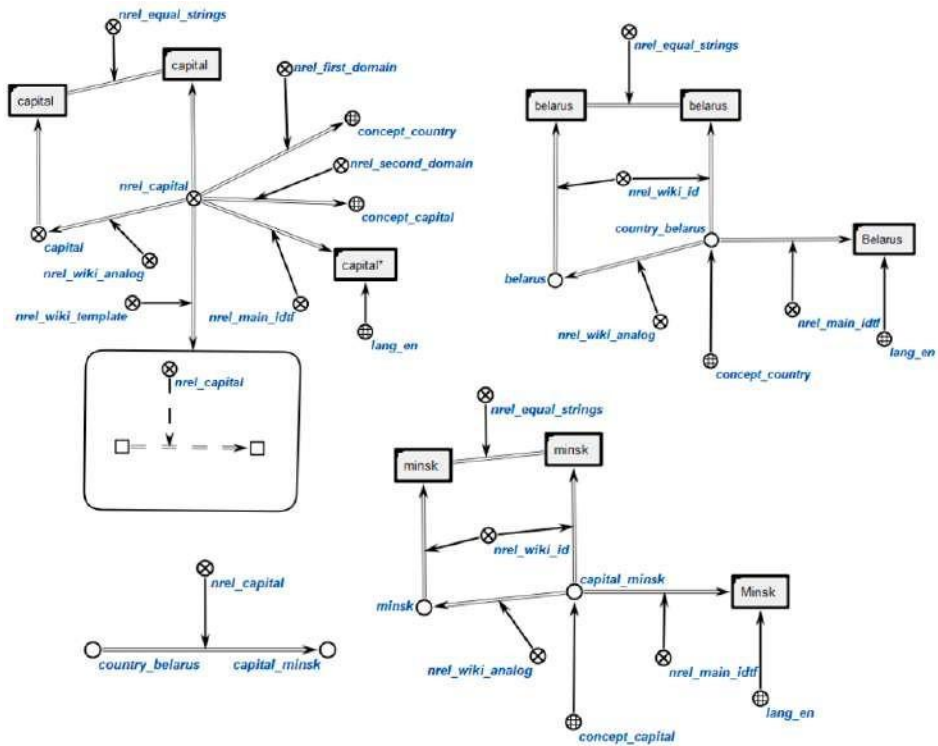 nrel_equal_strings
capital
capital
nrel_first_domain
concept_country
nrel_second_domain
nrel_capital
concept_capital
capital
nrel_wiki_analog
capital*
nrel_wiki_template
nrel_main_idtf
lang_en
nrel_capital
nrel_equal_strings
belarus
belarus
nrel_wiki_id
country_belarus
belarus
Belarus
nrel_wiki_analog
nrel_main_idtf
lang_en
concept_country
nrel_equal_strings
minsk
minsk
nrel_wiki_id
capital_minsk
minsk
Minsk
nrel_wiki_analog
nrel_main_idtf
lang_en
concept_capital
nrel_capital
country_belarus
capital_minsk